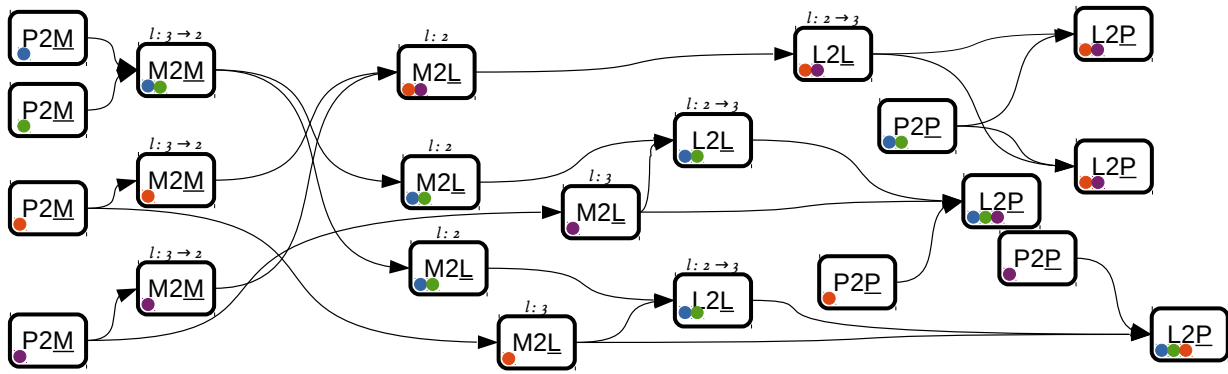 P2M
l: 3 → 2
M2M
P2M
l: 3 → 2
M2M
P2M
l: 3 → 2
M2M
P2M
l: 2
M2L
l: 2
M2L
l: 3
M2L
l: 2
M2L
l: 3
M2L
l: 2 → 3
L2L
l: 2 → 3
L2L
l: 2 → 3
L2L
L2P
P2P
L2P
L2P
P2P
P2P
L2P